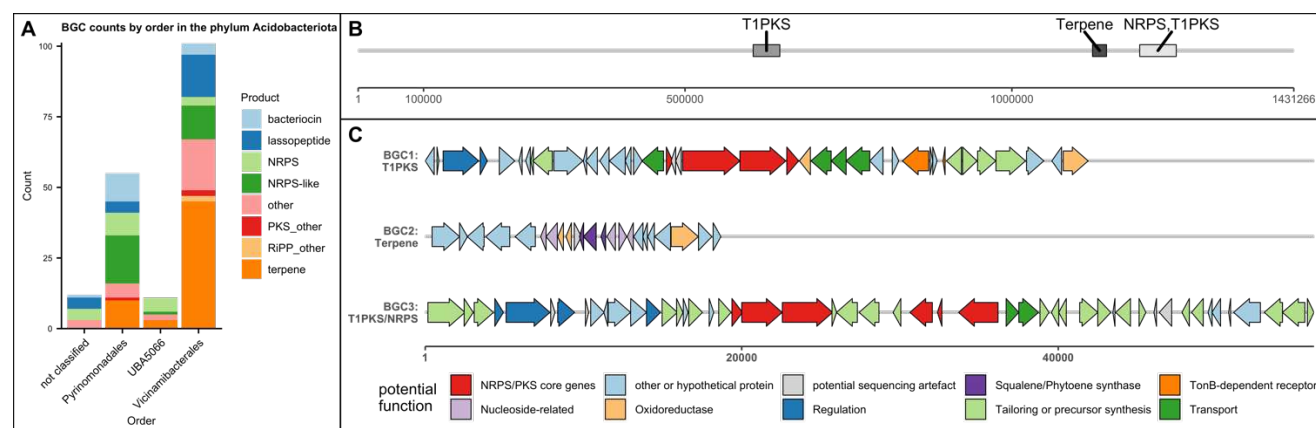 A
BGC counts by order in the phylum Acidobacteriota
100
75
50
25
0
Count
not classified
Pyrinomonadales
UBA5066
Vicinamibacterales
Order
Product
bacteriocin
lassopeptide
NRPS
NRPS-like
other
PKS_other
RiPP_other
terpene
B
T1PKS
Terpene
NRPS,T1PKS
1
100000
500000
1000000
1431266
C
BGC1:
T1PKS
BGC2:
Terpene
BGC3:
T1PKS/NRPS
1
20000
40000
potential
function
NRPS/PKS core genes
other or hypothetical protein
potential sequencing artefact
Squalene/Phytoene synthase
TonB-dependent receptor
Nucleoside-related
Oxidoreductase
Regulation
Tailoring or precursor synthesis
Transport